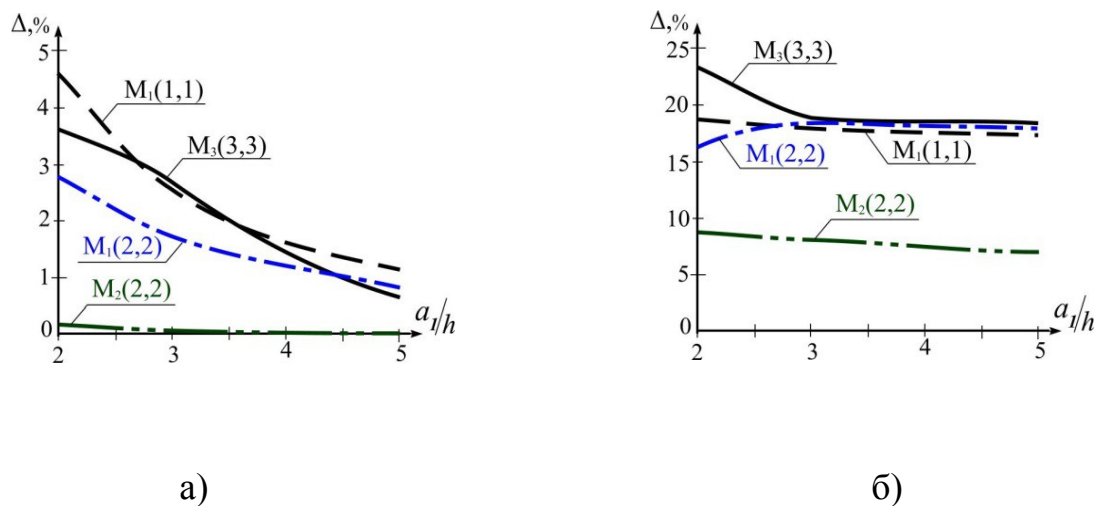 Δ,%
5
4
3
2
1
0
M₁(1,1)
M₃(3,3)
M₁(2,2)
M₂(2,2)
a₁/h
2 3 4 5
а)
Δ,%
25
20
15
10
5
0
M₃(3,3)
M₁(2,2)
M₁(1,1)
M₂(2,2)
a₁/h
2 3 4 5
б)